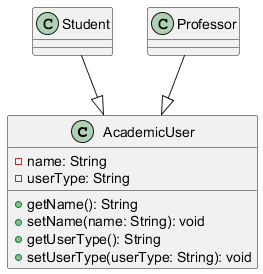 C Student
C Professor
C AcademicUser
name: String
userType: String
getName(): String
setName(name: String): void
getUserType(): String
setUserType(userType: String): void